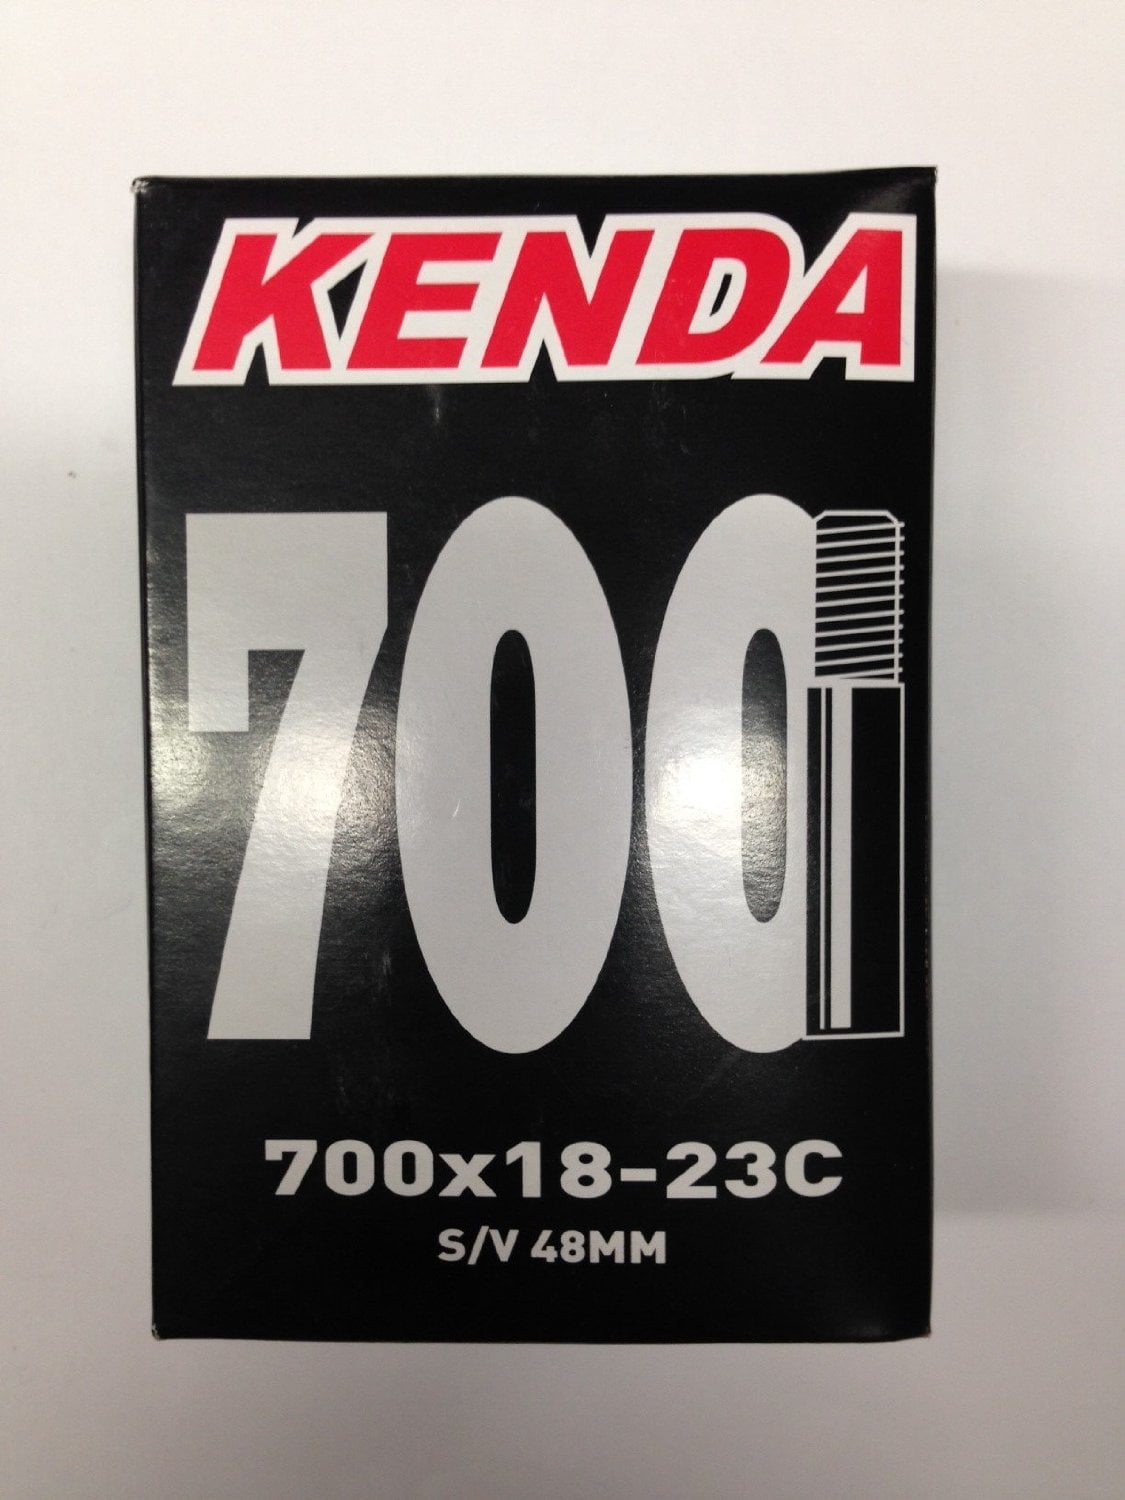 KENDA
700
700x18-23C
S/V 48MM